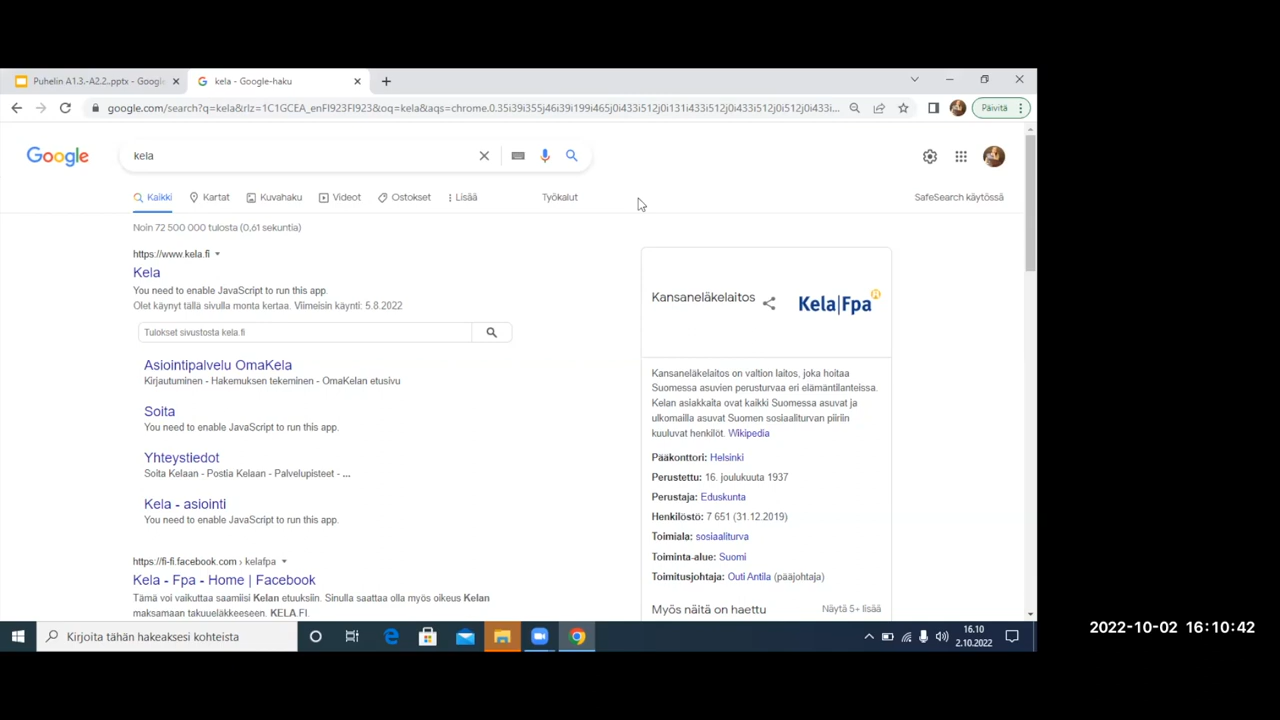 Puhelin A1.3.-A2.2..pptx - Googl
kela - Google-haku
google.com/search?q=kela&rlz=1C1GCEA_enFI923FI923&oq=kela&aqs=chrome.0.35i39i355j46i39i199i465j0i433i512j0i131i433i512j0i433i512j0i512j0i433i...
Päivitä
Google
kela
Kaikki
Kartat
Kuvahaku
Videot
Ostokset
Lisää
Työkalut
SafeSearch käytössä
Noin 72 500 000 tulosta (0,61 sekuntia)
https://www.kela.fi
Kela
You need to enable JavaScript to run this app.
Olet käynyt tällä sivulla monta kertaa. Viimeisin käynti: 5.8.2022
Tulokset sivustosta kela.fi
Asiointipalvelu OmaKela
Kirjautuminen - Hakemuksen tekeminen - OmaKelan etusivu
Soita
You need to enable JavaScript to run this app.
Yhteystiedot
Soita Kelaan - Postia Kelaan - Palvelupisteet - ...
Kela - asiointi
You need to enable JavaScript to run this app.
https://fi-fi.facebook.com › kelafpa
Kela - Fpa - Home | Facebook
Tämä voi vaikuttaa saamiisi Kelan etuuksiin. Sinulla saattaa olla myös oikeus Kelan
maksamaan takuueläkkeeseen. KELA.FI.
Kansaneläkelaitos
Kela|Fpa
Kansaneläkelaitos on valtion laitos, joka hoitaa
Suomessa asuvien perusturvaa eri elämäntilanteissa.
Kelan asiakkaita ovat kaikki Suomessa asuvat ja
ulkomailla asuvat Suomen sosiaaliturvan piiriin
kuuluvat henkilöt. Wikipedia
Pääkonttori: Helsinki
Perustettu: 16. joulukuuta 1937
Perustaja: Eduskunta
Henkilöstö: 7 651 (31.12.2019)
Toimiala: sosiaaliturva
Toiminta-alue: Suomi
Toimitusjohtaja: Outi Antila (pääjohtaja)
Myös näitä on haettu
Näytä 5+ lisää
Kirjoita tähän hakeaksesi kohteista
16.10
2.10.2022
2022-10-02 16:10:42